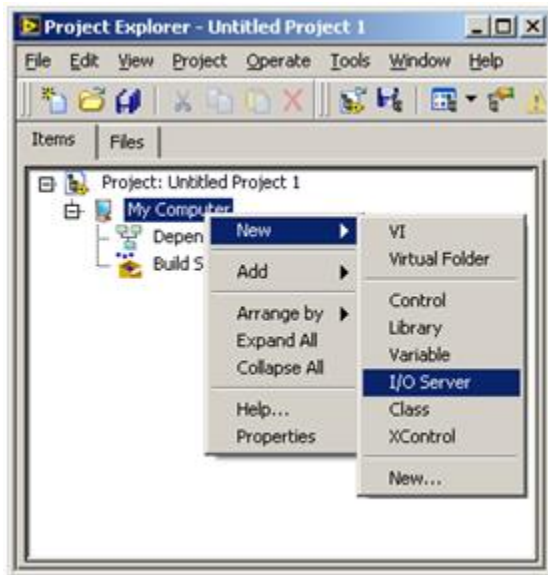 Project Explorer - Untitled Project 1
File Edit View Project Operate Tools Window Help
Items Files
Project: Untitled Project 1
My Computer
Depen
Build S
New
Add
Arrange by
Expand All
Collapse All
Help...
Properties
VI
Virtual Folder
Control
Library
Variable
I/O Server
Class
XControl
New...